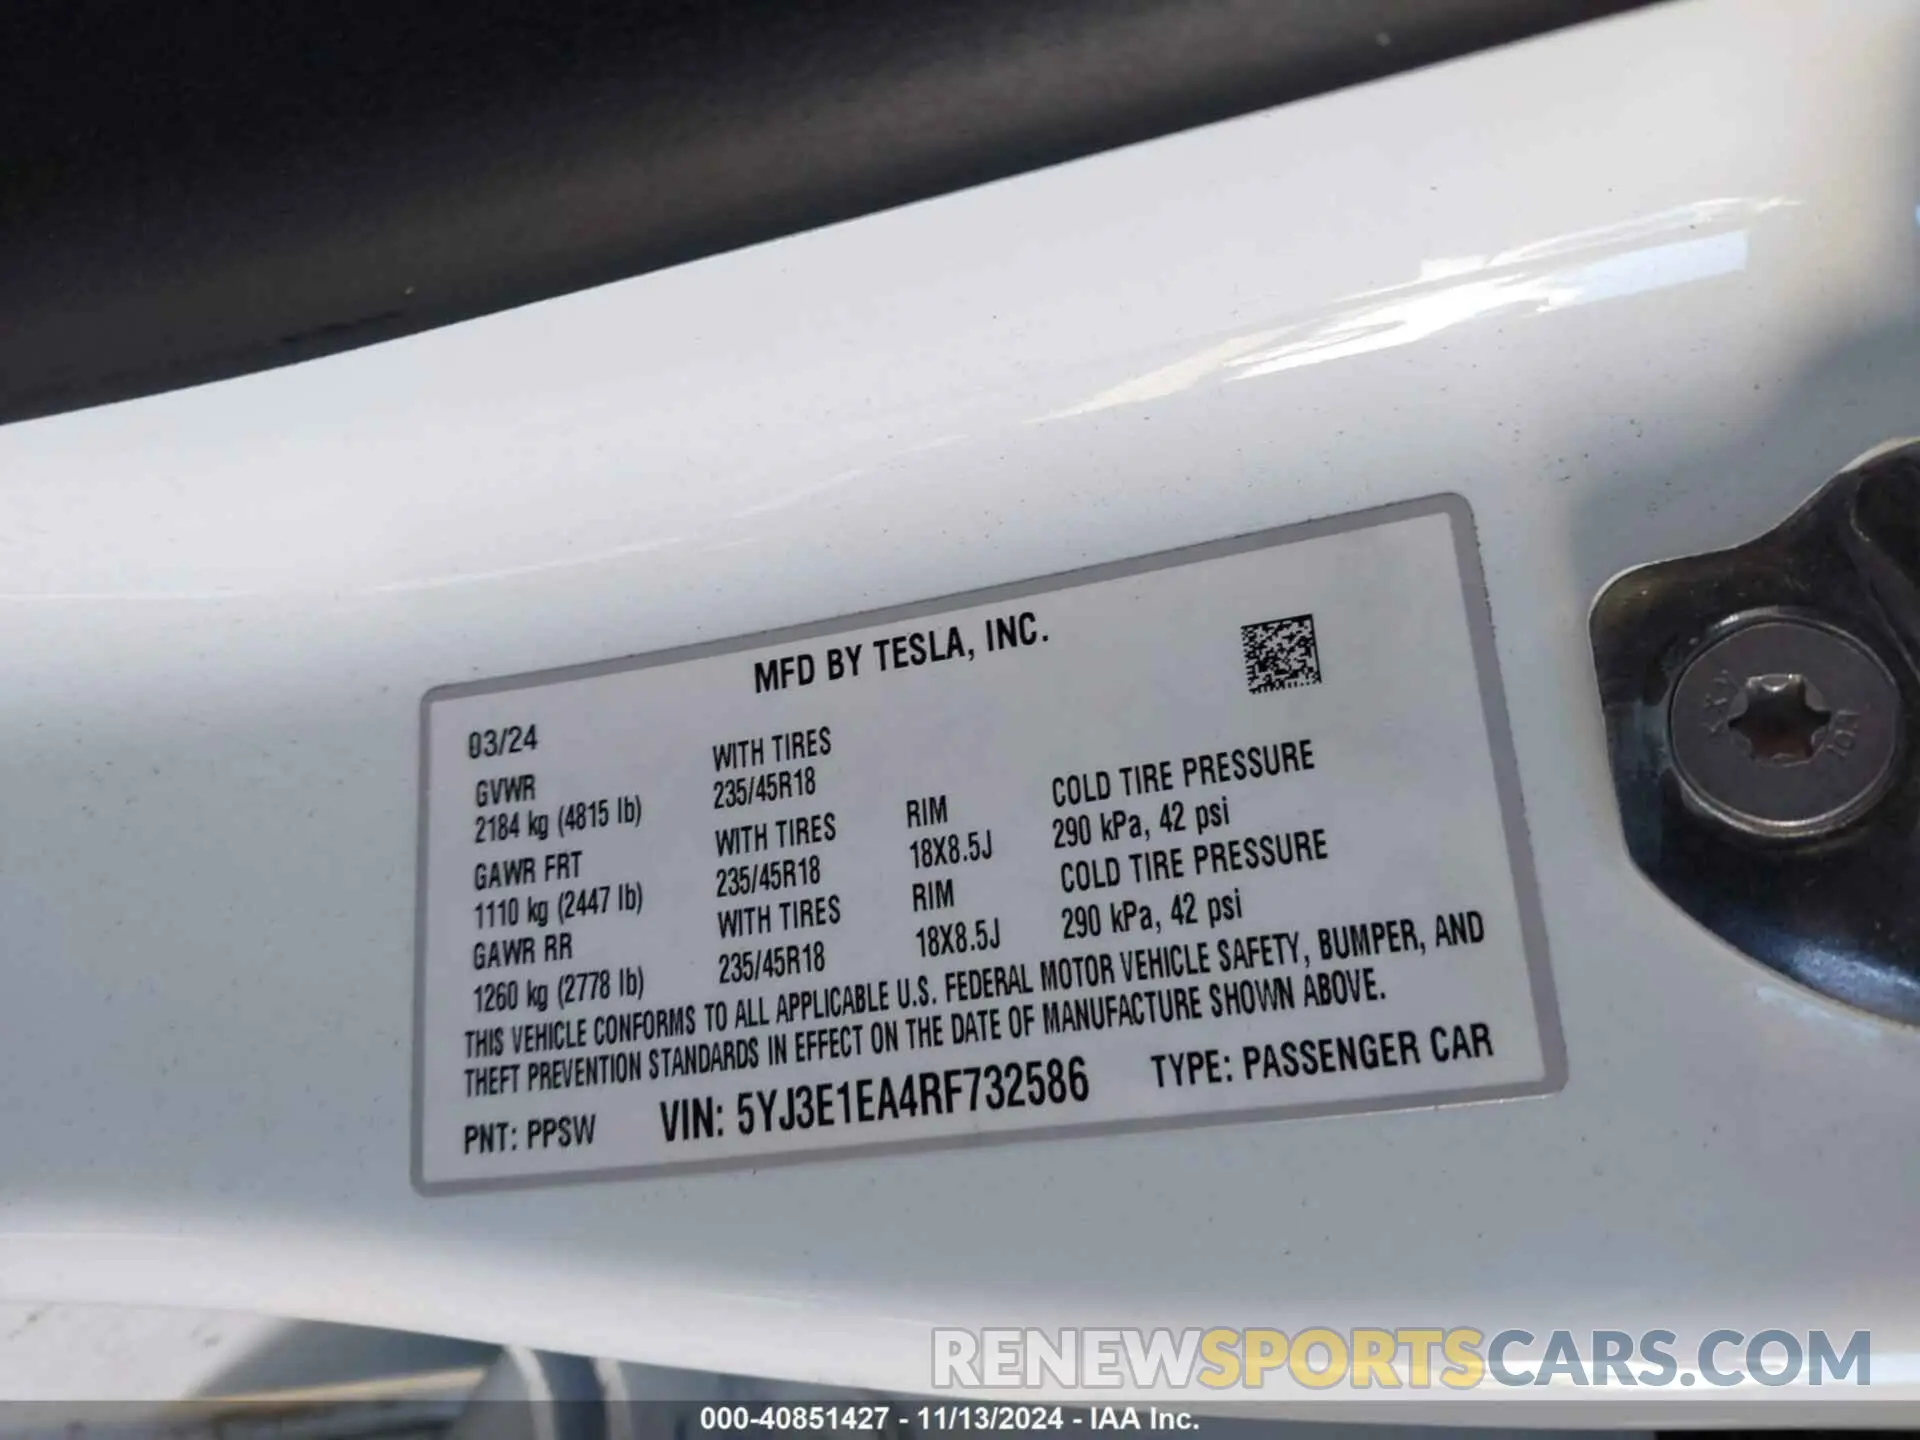 MFD BY TESLA, INC.
03/24
GVWR
2184 kg (4815 lb)
GAWR FRT
1110 kg (2447 lb)
GAWR RR
1260 kg (2778 lb)
WITH TIRES
235/45R18
WITH TIRES
235/45R18
WITH TIRES
235/45R18
RIM
18X8.5J
RIM
18X8.5J
COLD TIRE PRESSURE
290 kPa, 42 psi
COLD TIRE PRESSURE
290 kPa, 42 psi
THIS VEHICLE CONFORMS TO ALL APPLICABLE U.S. FEDERAL MOTOR VEHICLE SAFETY, BUMPER, AND
THEFT PREVENTION STANDARDS IN EFFECT ON THE DATE OF MANUFACTURE SHOWN ABOVE.
PNT: PPSW VIN: 5YJ3E1EA4RF732586 TYPE: PASSENGER CAR
RENEWSPORTSCARS.COM
000-40851427 - 11/13/2024 - IAA Inc.